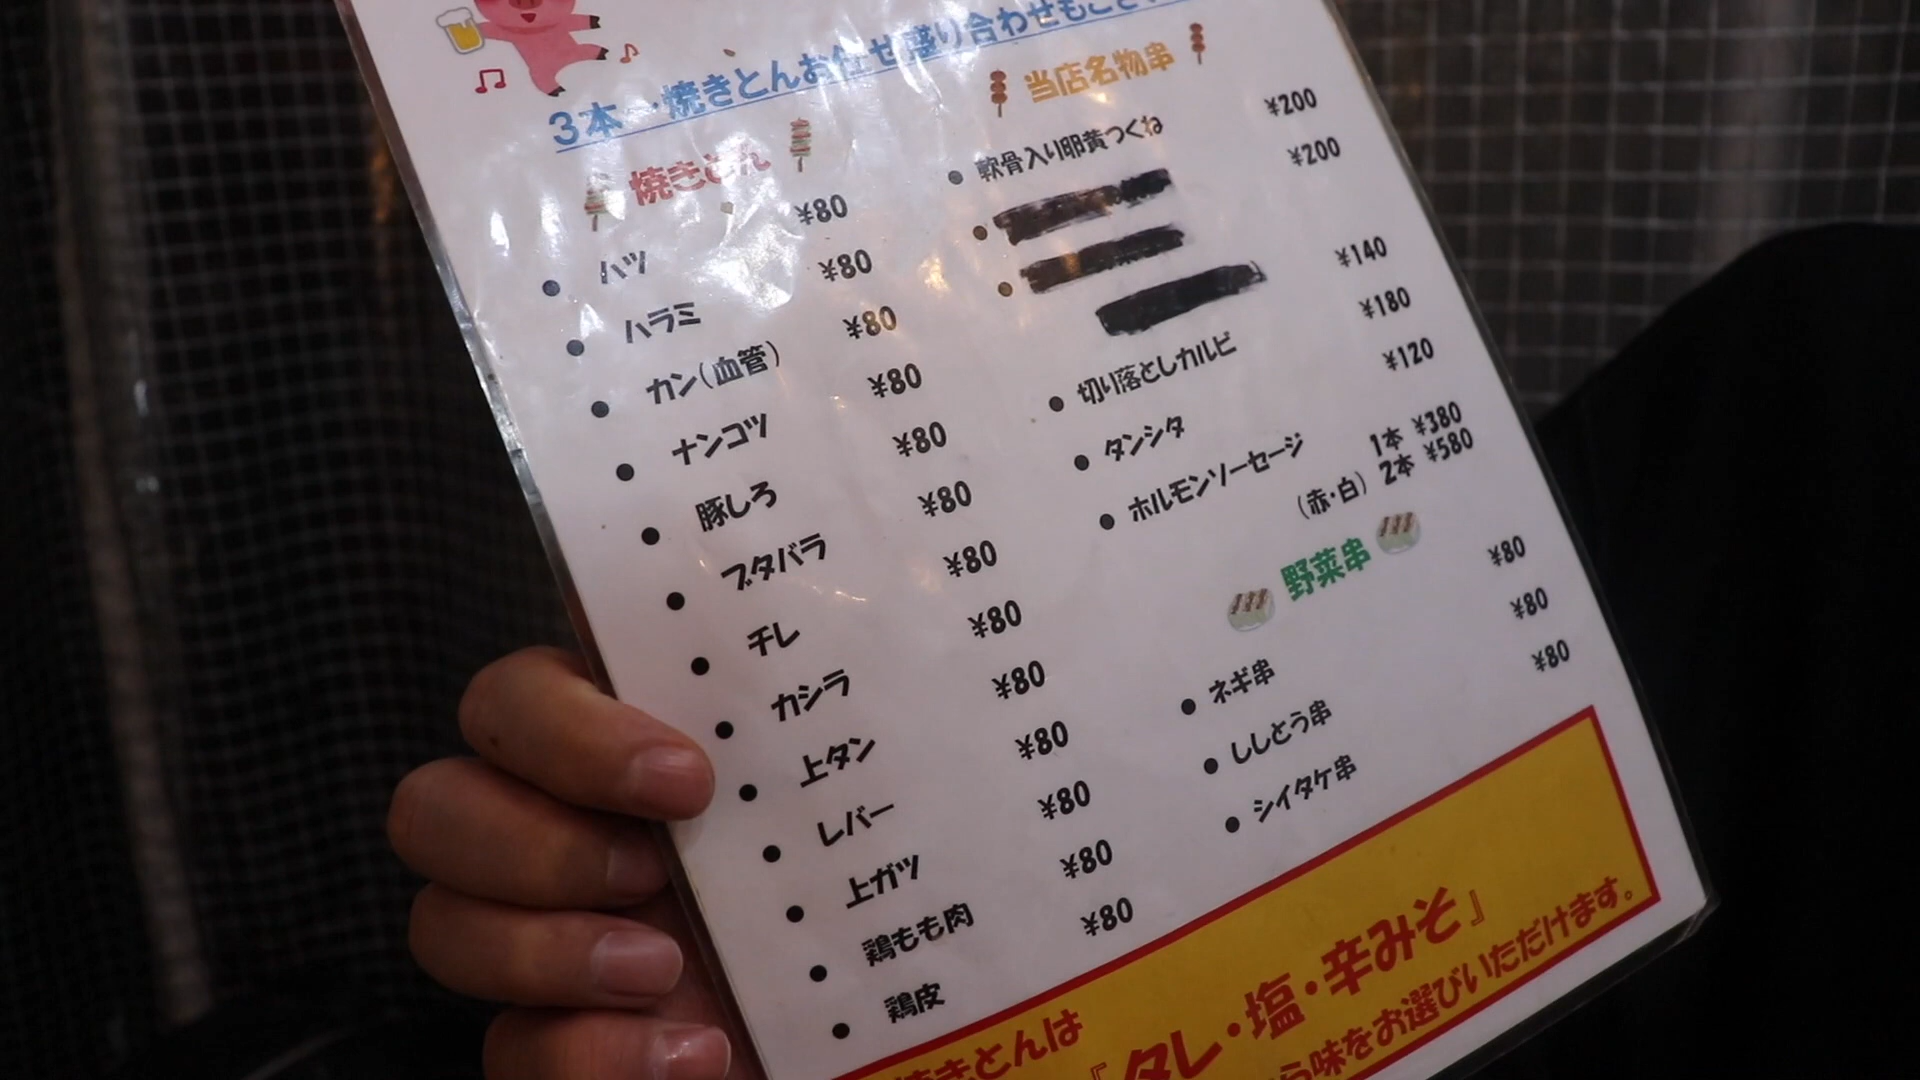 3本 焼きとんお任せ盛り合わせもござい
焼きとん
ハツ ¥80
ハラミ ¥80
カン(血管) ¥80
ナンコツ ¥80
豚しろ ¥80
ブタバラ ¥80
チレ ¥80
カシラ ¥80
上タン ¥80
レバー ¥80
上ガツ ¥80
鶏もも肉 ¥80
鶏皮 ¥80
当店名物串
軟骨入り卵黄つくね ¥200
¥200
切り落としカルビ ¥140
タンシタ ¥180
ホルモンソーセージ ¥120
1本 ¥380
(赤・白) 2本 ¥580
野菜串
ネギ串 ¥80
ししとう串 ¥80
シイタケ串 ¥80
焼きとんは
『タレ・塩・辛みそ』
ら味をお選びいただけます。